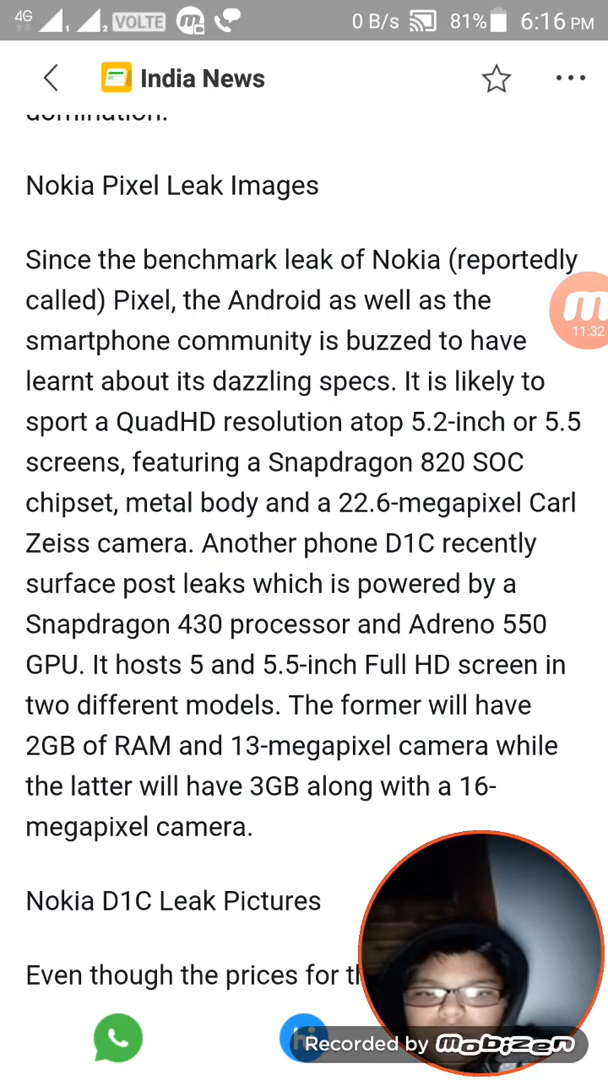 4G 1 2 VOLTE 0 B/s 81% 6:16 PM
India News
domination.
Nokia Pixel Leak Images
Since the benchmark leak of Nokia (reportedly
called) Pixel, the Android as well as the
smartphone community is buzzed to have
learnt about its dazzling specs. It is likely to
sport a QuadHD resolution atop 5.2-inch or 5.5
screens, featuring a Snapdragon 820 SOC
chipset, metal body and a 22.6-megapixel Carl
Zeiss camera. Another phone D1C recently
surface post leaks which is powered by a
Snapdragon 430 processor and Adreno 550
GPU. It hosts 5 and 5.5-inch Full HD screen in
two different models. The former will have
2GB of RAM and 13-megapixel camera while
the latter will have 3GB along with a 16-
megapixel camera.
m
11:32
Nokia D1C Leak Pictures
Even though the prices for
Recorded by mobizen